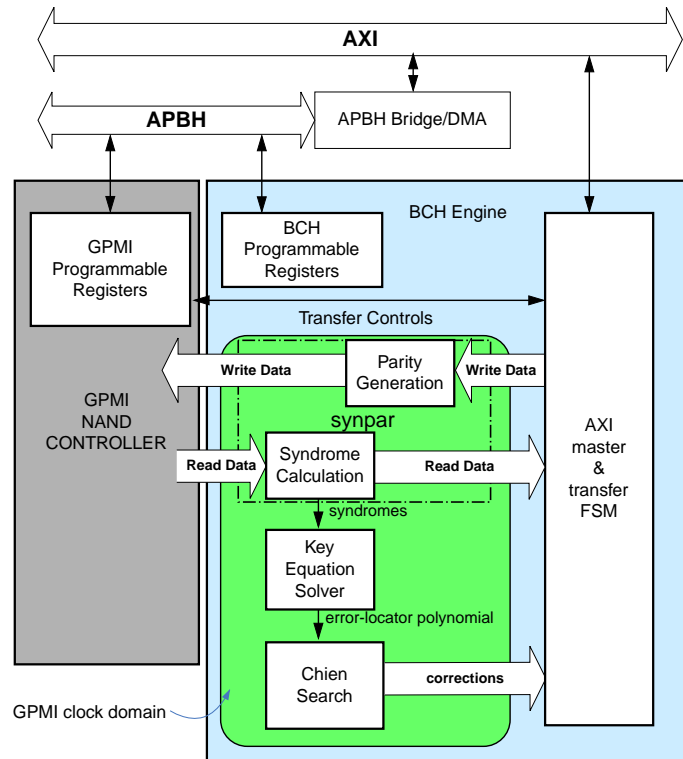 AXI
APBH
APBH Bridge/DMA
BCH Engine
GPMI
Programmable
Registers
BCH
Programmable
Registers
Transfer Controls
Write Data
Parity
Generation
Write Data
synpar
GPMI
NAND
CONTROLLER
Read Data
Syndrome
Calculation
Read Data
AXI
master
&
transfer
FSM
syndromes
Key
Equation
Solver
error-locator polynomial
Chien
Search
corrections
GPMI clock domain